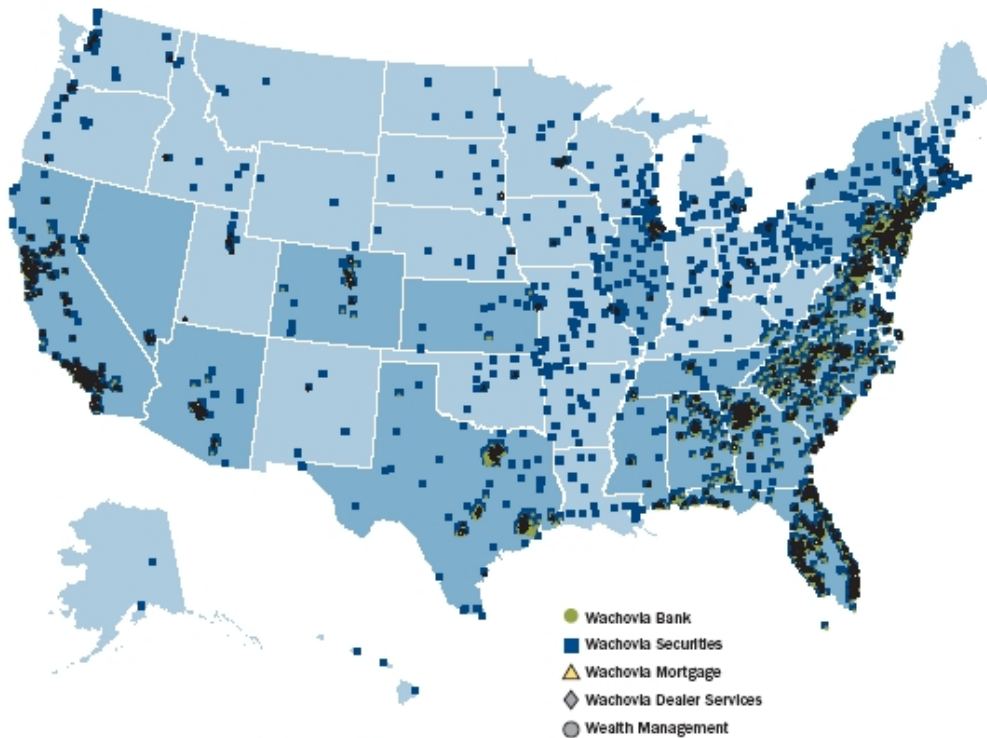 Wachovia Bank
Wachovia Securities
Wachovia Mortgage
Wachovia Dealer Services
Wealth Management